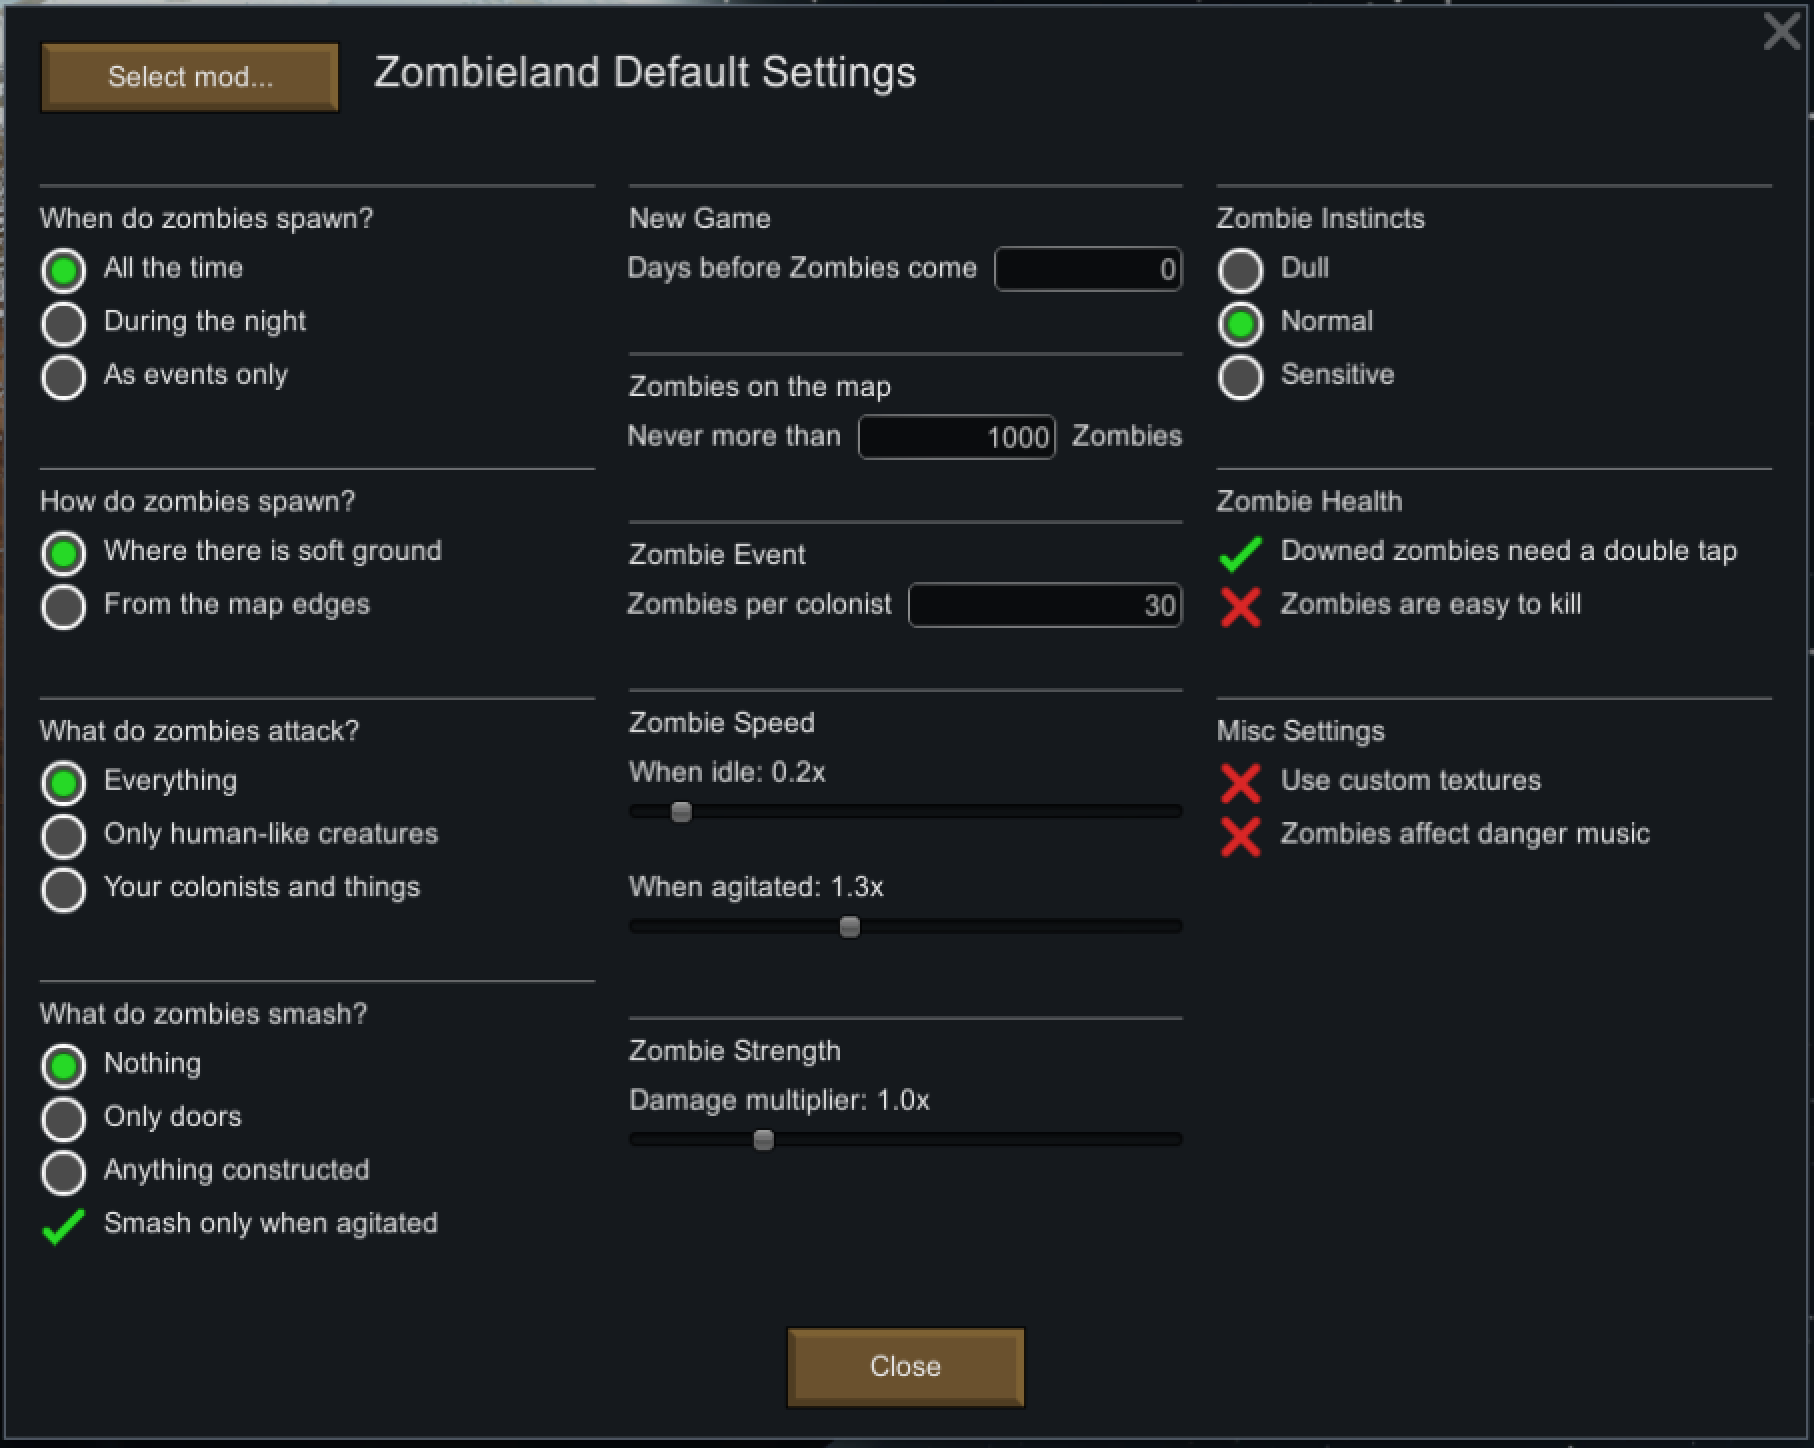 Select mod...
Zombieland Default Settings
When do zombies spawn?
All the time
During the night
As events only
How do zombies spawn?
Where there is soft ground
From the map edges
What do zombies attack?
Everything
Only human-like creatures
Your colonists and things
What do zombies smash?
Nothing
Only doors
Anything constructed
Smash only when agitated
New Game
Days before Zombies come 0
Zombies on the map
Never more than 1000 Zombies
Zombie Event
Zombies per colonist 30
Zombie Speed
When idle: 0.2x
When agitated: 1.3x
Zombie Strength
Damage multiplier: 1.0x
Zombie Instincts
Dull
Normal
Sensitive
Zombie Health
Downed zombies need a double tap
Zombies are easy to kill
Misc Settings
Use custom textures
Zombies affect danger music
Close